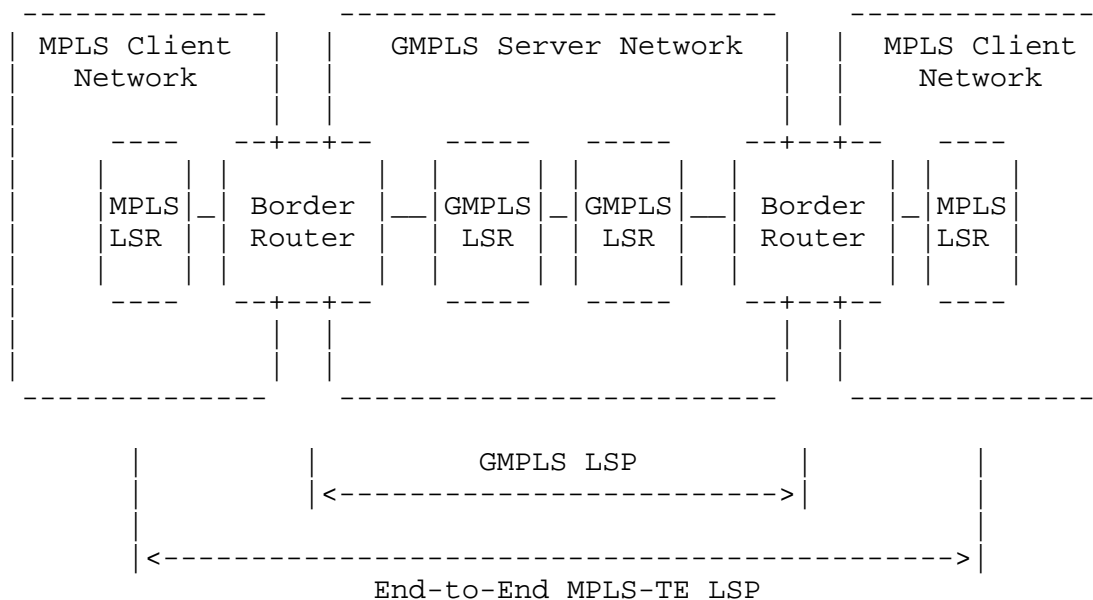 MPLS Client GMPLS Server Network MPLS Client
Network Network
MPLS Border GMPLS GMPLS Border MPLS
LSR Router LSR LSR Router LSR
GMPLS LSP
End-to-End MPLS-TE LSP